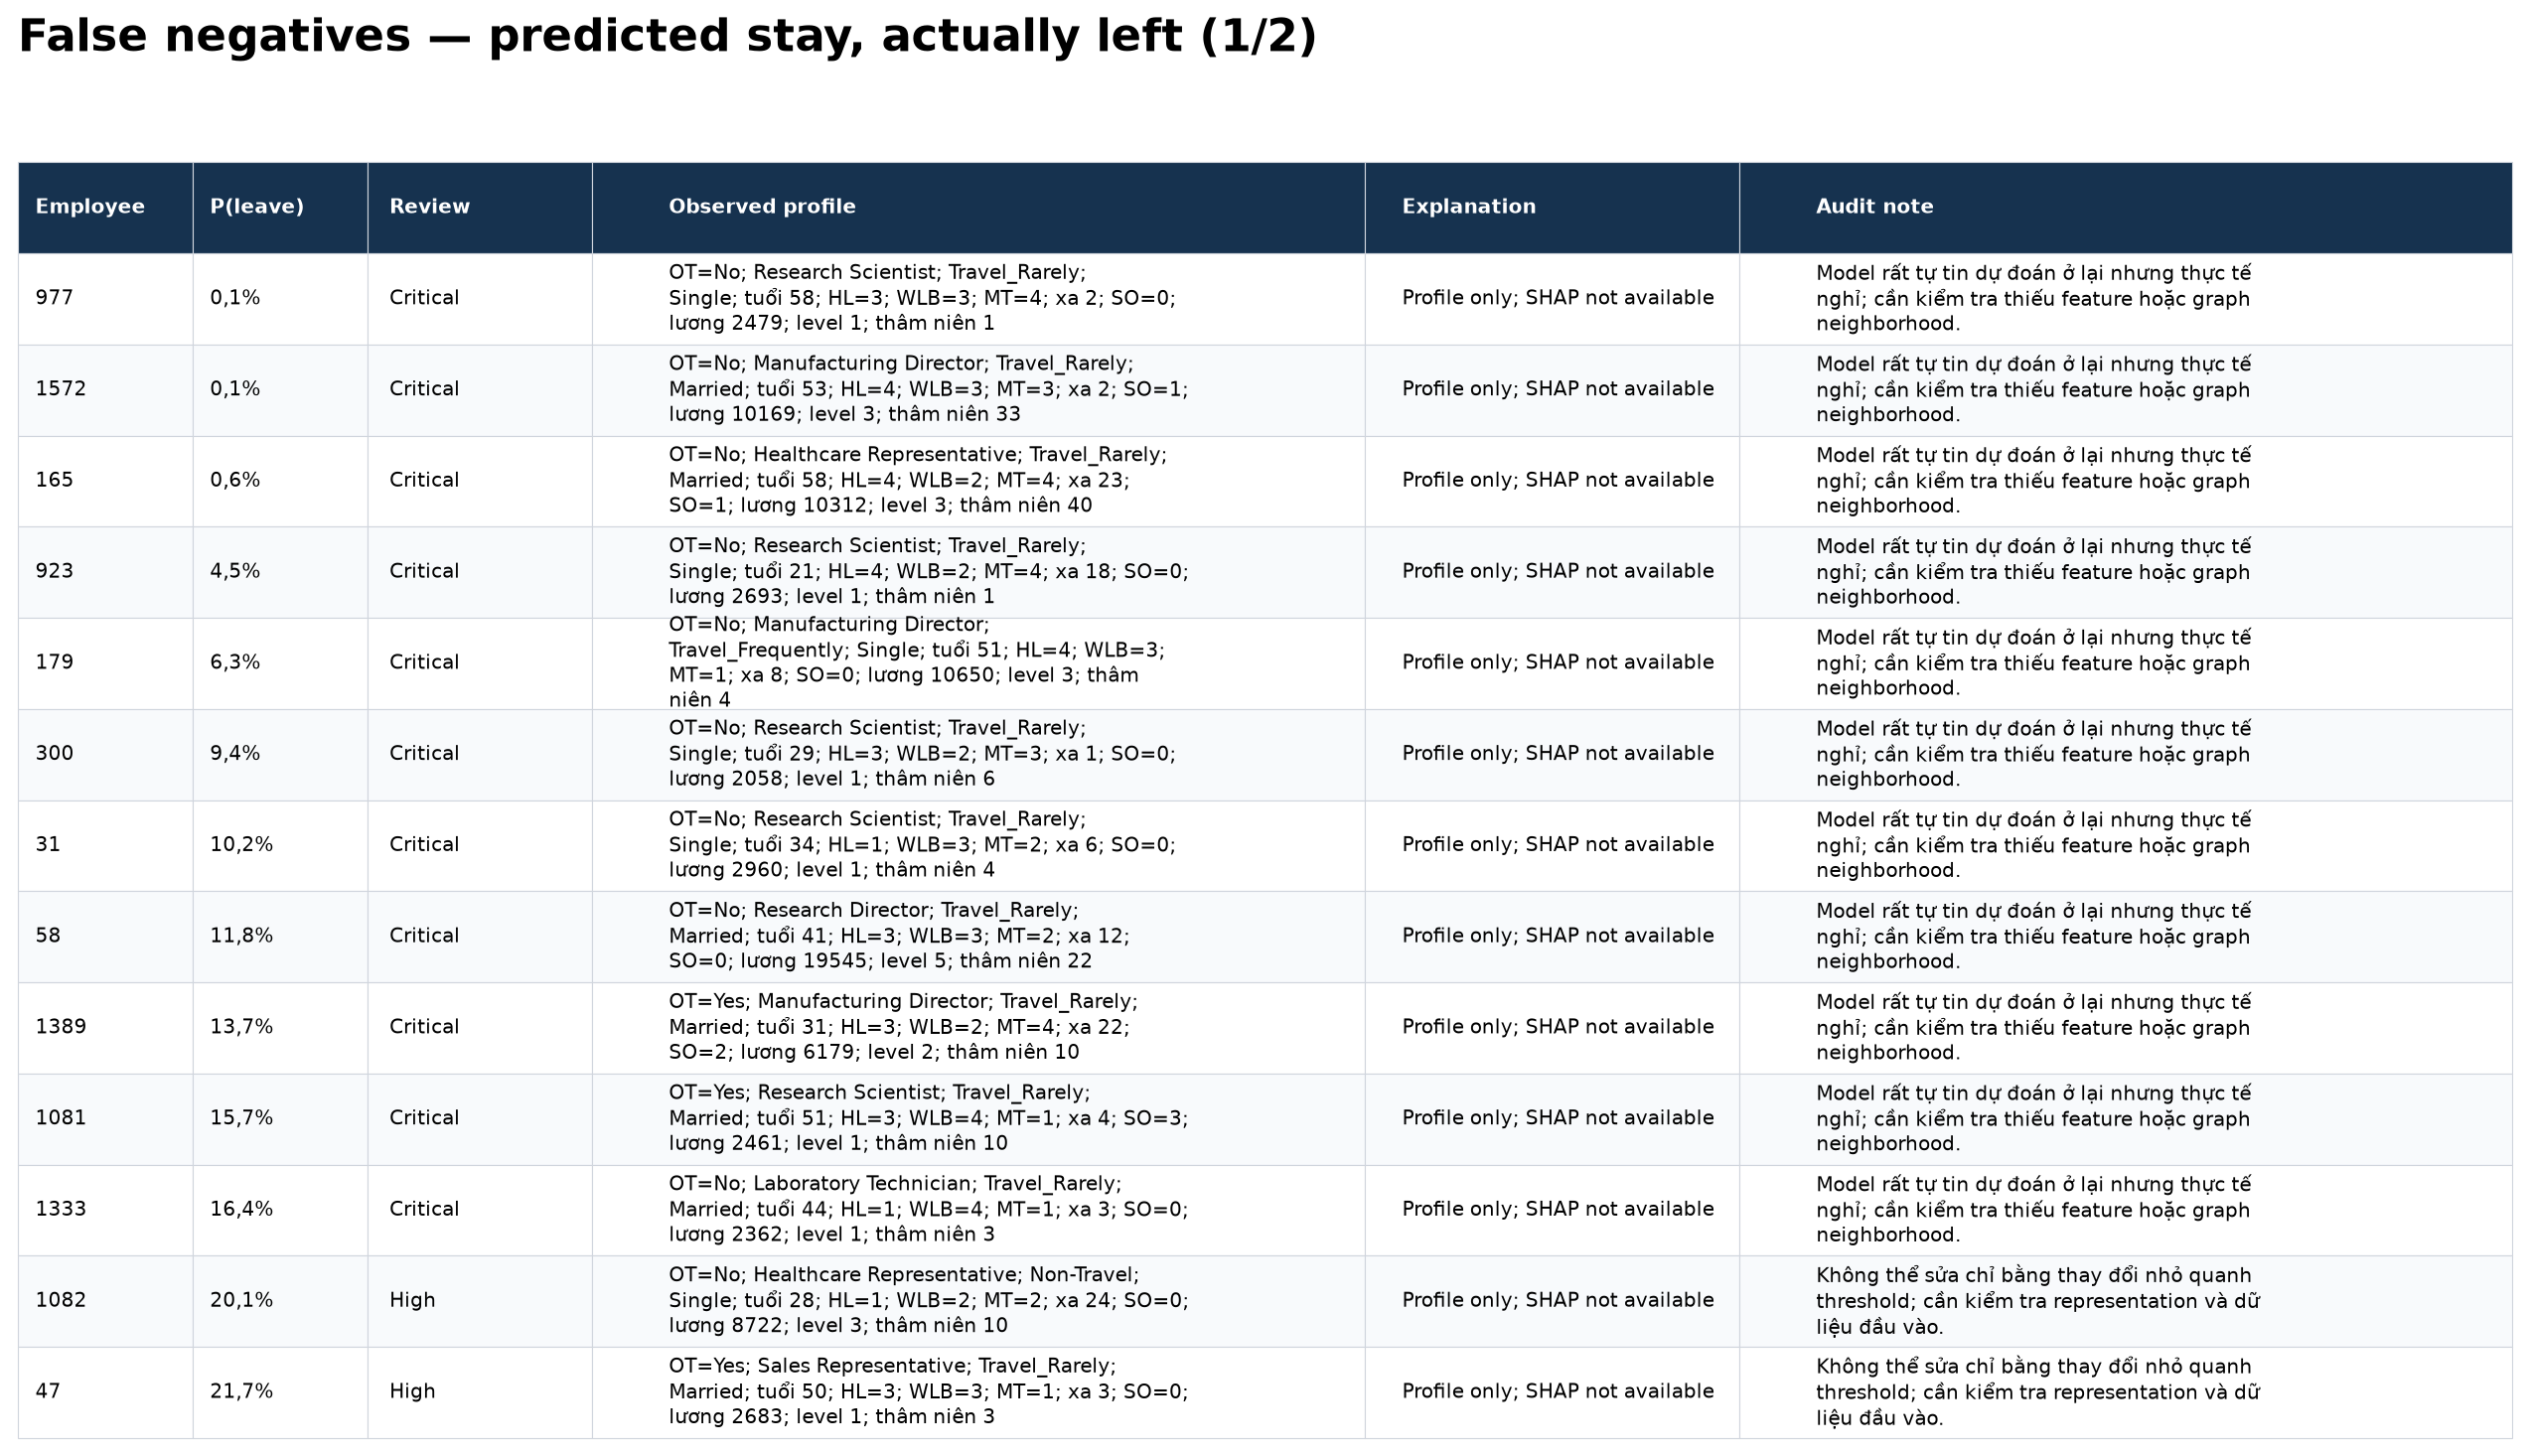 False negatives — predicted stay, actually left (1/2)
Employee P(leave) Review Observed profile Explanation Audit note
977 0,1% Critical
OT=No; Research Scientist; Travel_Rarely;
Single; tuổi 58; HL=3; WLB=3; MT=4; xa 2; SO=0;
lương 2479; level 1; thâm niên 1
Profile only; SHAP not available
Model rất tự tin dự đoán ở lại nhưng thực tế
nghỉ; cần kiểm tra thiếu feature hoặc graph
neighborhood.
1572 0,1% Critical
OT=No; Manufacturing Director; Travel_Rarely;
Married; tuổi 53; HL=4; WLB=3; MT=3; xa 2; SO=1;
lương 10169; level 3; thâm niên 33
Profile only; SHAP not available
Model rất tự tin dự đoán ở lại nhưng thực tế
nghỉ; cần kiểm tra thiếu feature hoặc graph
neighborhood.
165 0,6% Critical
OT=No; Healthcare Representative; Travel_Rarely;
Married; tuổi 58; HL=4; WLB=2; MT=4; xa 23;
SO=1; lương 10312; level 3; thâm niên 40
Profile only; SHAP not available
Model rất tự tin dự đoán ở lại nhưng thực tế
nghỉ; cần kiểm tra thiếu feature hoặc graph
neighborhood.
923 4,5% Critical
OT=No; Research Scientist; Travel_Rarely;
Single; tuổi 21; HL=4; WLB=2; MT=4; xa 18; SO=0;
lương 2693; level 1; thâm niên 1
Profile only; SHAP not available
Model rất tự tin dự đoán ở lại nhưng thực tế
nghỉ; cần kiểm tra thiếu feature hoặc graph
neighborhood.
179 6,3% Critical
OT=No; Manufacturing Director;
Travel_Frequently; Single; tuổi 51; HL=4; WLB=3;
MT=1; xa 8; SO=0; lương 10650; level 3; thâm
niên 4
Profile only; SHAP not available
Model rất tự tin dự đoán ở lại nhưng thực tế
nghỉ; cần kiểm tra thiếu feature hoặc graph
neighborhood.
300 9,4% Critical
OT=No; Research Scientist; Travel_Rarely;
Single; tuổi 29; HL=3; WLB=2; MT=3; xa 1; SO=0;
lương 2058; level 1; thâm niên 6
Profile only; SHAP not available
Model rất tự tin dự đoán ở lại nhưng thực tế
nghỉ; cần kiểm tra thiếu feature hoặc graph
neighborhood.
31 10,2% Critical
OT=No; Research Scientist; Travel_Rarely;
Single; tuổi 34; HL=1; WLB=3; MT=2; xa 6; SO=0;
lương 2960; level 1; thâm niên 4
Profile only; SHAP not available
Model rất tự tin dự đoán ở lại nhưng thực tế
nghỉ; cần kiểm tra thiếu feature hoặc graph
neighborhood.
58 11,8% Critical
OT=No; Research Director; Travel_Rarely;
Married; tuổi 41; HL=3; WLB=3; MT=2; xa 12;
SO=0; lương 19545; level 5; thâm niên 22
Profile only; SHAP not available
Model rất tự tin dự đoán ở lại nhưng thực tế
nghỉ; cần kiểm tra thiếu feature hoặc graph
neighborhood.
1389 13,7% Critical
OT=Yes; Manufacturing Director; Travel_Rarely;
Married; tuổi 31; HL=3; WLB=2; MT=4; xa 22;
SO=2; lương 6179; level 2; thâm niên 10
Profile only; SHAP not available
Model rất tự tin dự đoán ở lại nhưng thực tế
nghỉ; cần kiểm tra thiếu feature hoặc graph
neighborhood.
1081 15,7% Critical
OT=Yes; Research Scientist; Travel_Rarely;
Married; tuổi 51; HL=3; WLB=4; MT=1; xa 4; SO=3;
lương 2461; level 1; thâm niên 10
Profile only; SHAP not available
Model rất tự tin dự đoán ở lại nhưng thực tế
nghỉ; cần kiểm tra thiếu feature hoặc graph
neighborhood.
1333 16,4% Critical
OT=No; Laboratory Technician; Travel_Rarely;
Married; tuổi 44; HL=1; WLB=4; MT=1; xa 3; SO=0;
lương 2362; level 1; thâm niên 3
Profile only; SHAP not available
Model rất tự tin dự đoán ở lại nhưng thực tế
nghỉ; cần kiểm tra thiếu feature hoặc graph
neighborhood.
1082 20,1% High
OT=No; Healthcare Representative; Non-Travel;
Single; tuổi 28; HL=1; WLB=2; MT=2; xa 24; SO=0;
lương 8722; level 3; thâm niên 10
Profile only; SHAP not available
Không thể sửa chỉ bằng thay đổi nhỏ quanh
threshold; cần kiểm tra representation và dữ
liệu đầu vào.
47 21,7% High
OT=Yes; Sales Representative; Travel_Rarely;
Married; tuổi 50; HL=3; WLB=3; MT=1; xa 3; SO=0;
lương 2683; level 1; thâm niên 3
Profile only; SHAP not available
Không thể sửa chỉ bằng thay đổi nhỏ quanh
threshold; cần kiểm tra representation và dữ
liệu đầu vào.